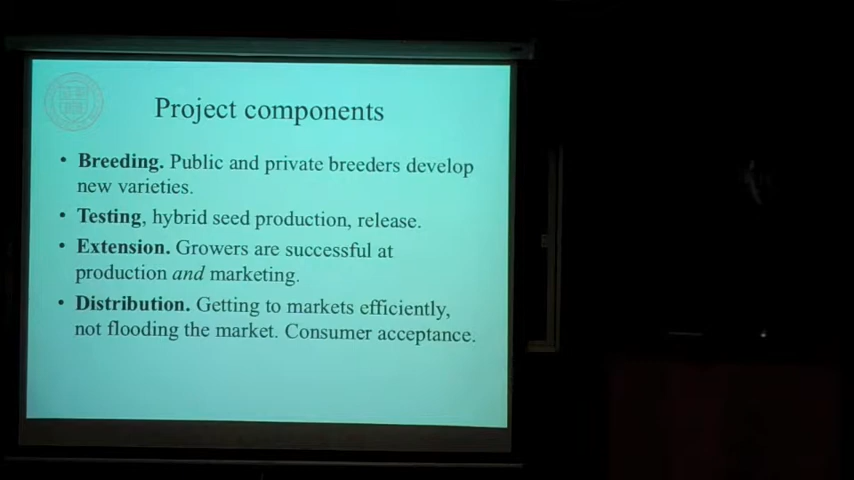 Project components
• Breeding. Public and private breeders develop
new varieties.
• Testing, hybrid seed production, release.
• Extension. Growers are successful at
production and marketing.
• Distribution. Getting to markets efficiently,
not flooding the market. Consumer acceptance.